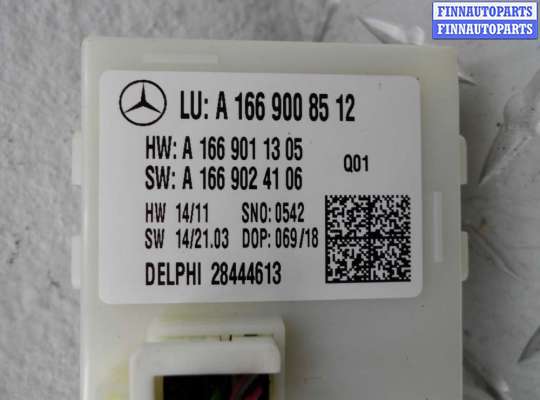 FINNAUTOPARTS
FINNAUTOPARTS
LU: A 166 900 85 12
HW: A 166 901 13 05
SW: A 166 902 41 06
Q01
HW 14/11 SNO: 0542
SW 14/21.03 DOP: 069/18
DELPHI 28444613